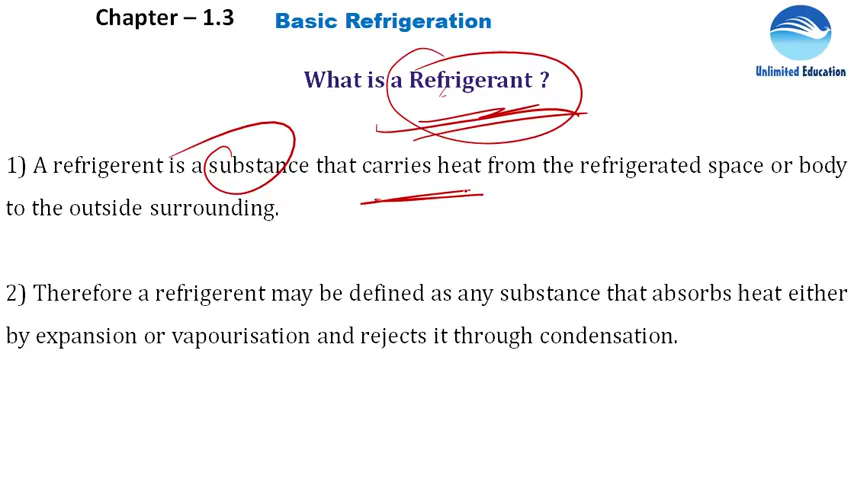 Chapter – 1.3
Basic Refrigeration
Unlimited Education
What is a Refrigerant ?
1) A refrigerent is a substance that carries heat from the refrigerated space or body
to the outside surrounding.
2) Therefore a refrigerent may be defined as any substance that absorbs heat either
by expansion or vapourisation and rejects it through condensation.